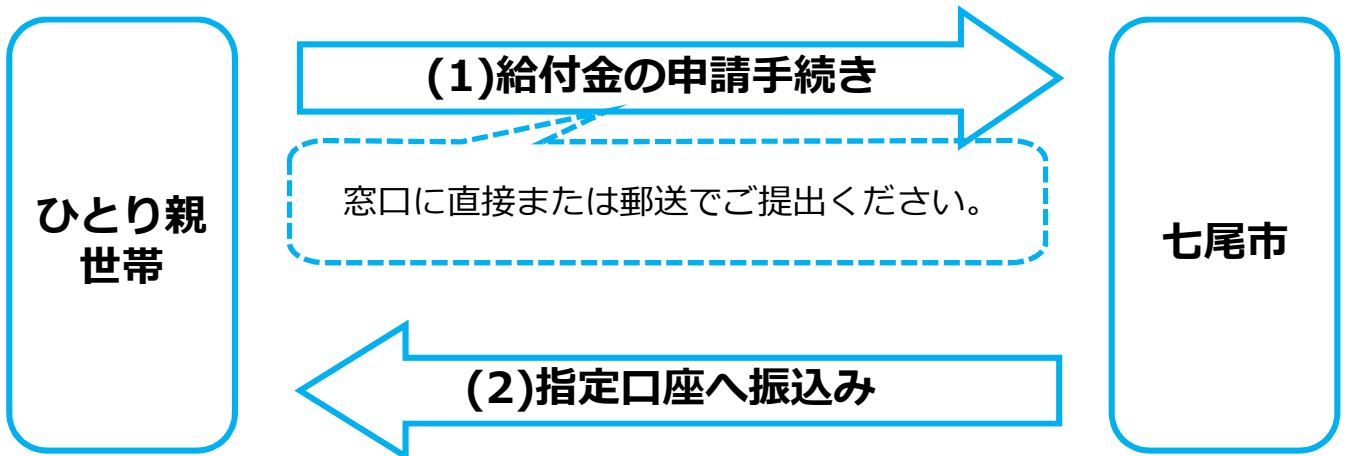 (1)給付金の申請手続き
窓口に直接または郵送でご提出ください。
ひとり親
世帯
七尾市
(2)指定口座へ振込み